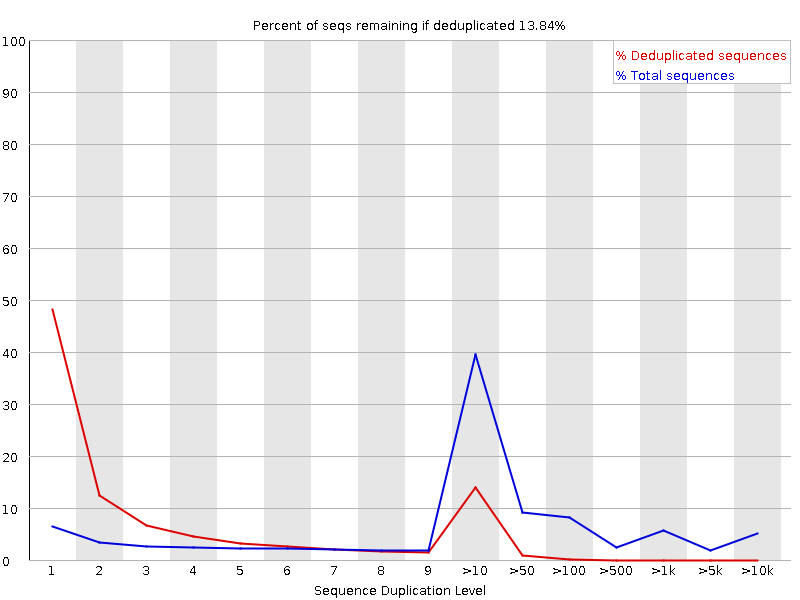 Percent of seqs remaining if deduplicated 13.84%
% Deduplicated sequences
% Total sequences
100
90
80
70
60
50
40
30
20
10
0
1 2 3 4 5 6 7 8 9 >10 >50 >100 >500 >1k >5k >10k
Sequence Duplication Level